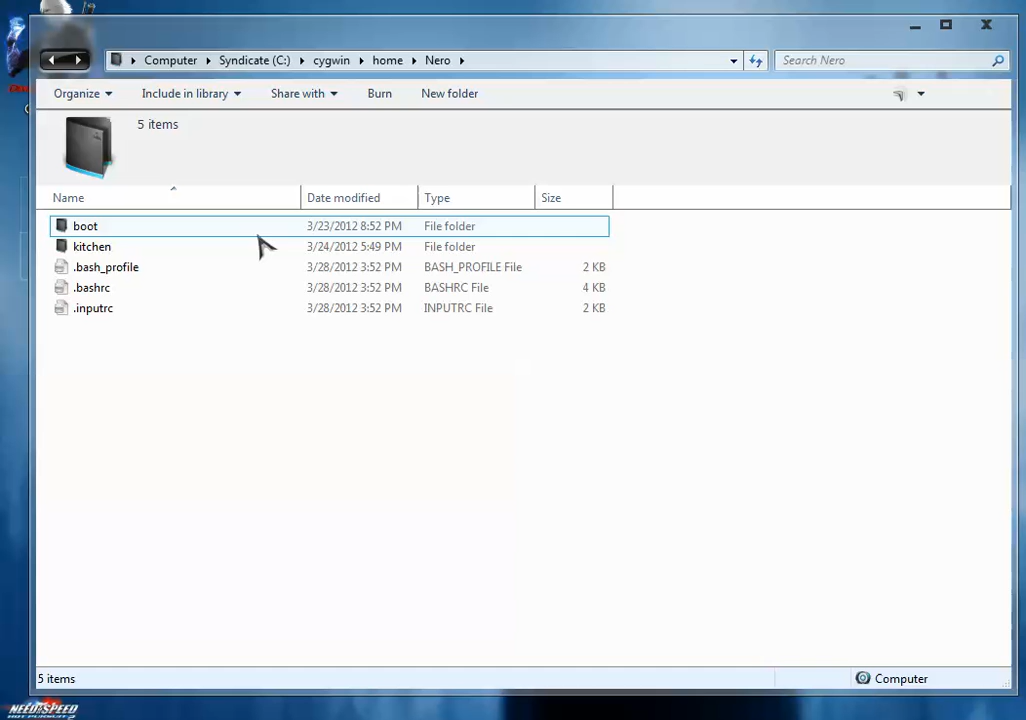 Computer Syndicate (C:) cygwin home Nero Search Nero
Organize Include in library Share with Burn New folder
5 items
Name Date modified Type Size
boot 3/23/2012 8:52 PM File folder
kitchen 3/24/2012 5:49 PM File folder
.bash_profile 3/28/2012 3:52 PM BASH_PROFILE File 2 KB
.bashrc 3/28/2012 3:52 PM BASHRC File 4 KB
.inputrc 3/28/2012 3:52 PM INPUTRC File 2 KB
5 items Computer